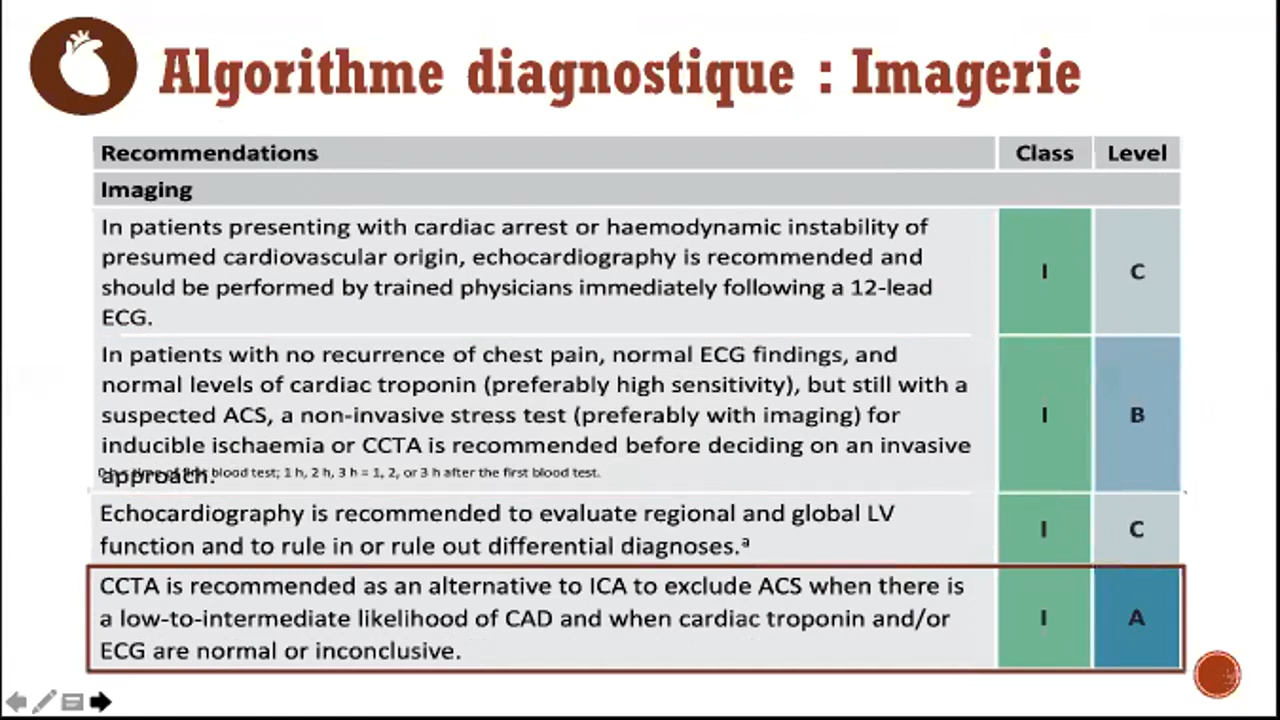 Algorithme diagnostique : Imagerie
Recommendations Class Level
Imaging
In patients presenting with cardiac arrest or haemodynamic instability of
presumed cardiovascular origin, echocardiography is recommended and
should be performed by trained physicians immediately following a 12-lead
ECG.
I C
In patients with no recurrence of chest pain, normal ECG findings, and
normal levels of cardiac troponin (preferably high sensitivity), but still with a
suspected ACS, a non-invasive stress test (preferably with imaging) for
inducible ischaemia or CCTA is recommended before deciding on an invasive
approach.
I B
blood test; 1 h, 2 h, 3 h = 1, 2, or 3 h after the first blood test.
Echocardiography is recommended to evaluate regional and global LV
function and to rule in or rule out differential diagnoses.ª
I C
CCTA is recommended as an alternative to ICA to exclude ACS when there is
a low-to-intermediate likelihood of CAD and when cardiac troponin and/or
ECG are normal or inconclusive.
I A